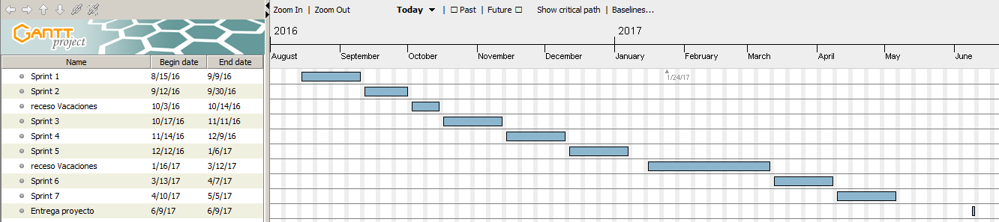 Zoom In | Zoom Out Today Past Future Show critical path | Baselines...
GANTT
project
2016 2017
August September October November December January February March April May June
Name Begin date End date
Sprint 1 8/15/16 9/9/16
1/24/17
Sprint 2 9/12/16 9/30/16
receso Vacaciones 10/3/16 10/14/16
Sprint 3 10/17/16 11/11/16
Sprint 4 11/14/16 12/9/16
Sprint 5 12/12/16 1/6/17
receso Vacaciones 1/16/17 3/12/17
Sprint 6 3/13/17 4/7/17
Sprint 7 4/10/17 5/5/17
Entrega proyecto 6/9/17 6/9/17